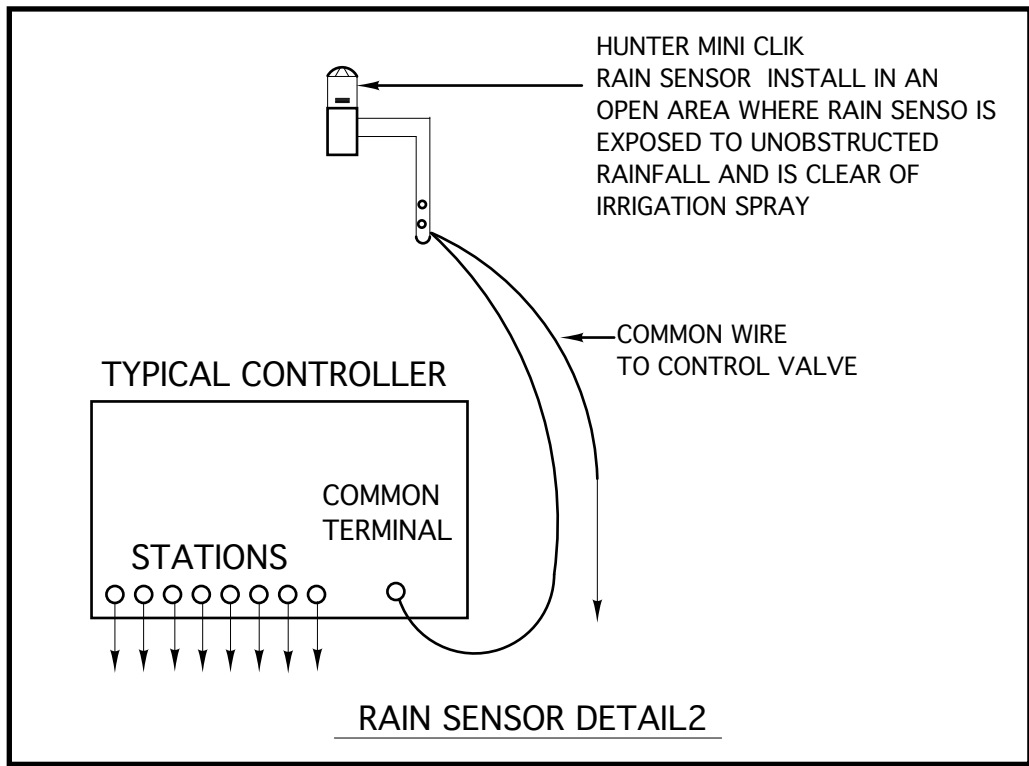 HUNTER MINI CLIK
RAIN SENSOR INSTALL IN AN
OPEN AREA WHERE RAIN SENSO IS
EXPOSED TO UNOBSTRUCTED
RAINFALL AND IS CLEAR OF
IRRIGATION SPRAY
COMMON WIRE
TO CONTROL VALVE
TYPICAL CONTROLLER
COMMON
TERMINAL
STATIONS
RAIN SENSOR DETAIL2